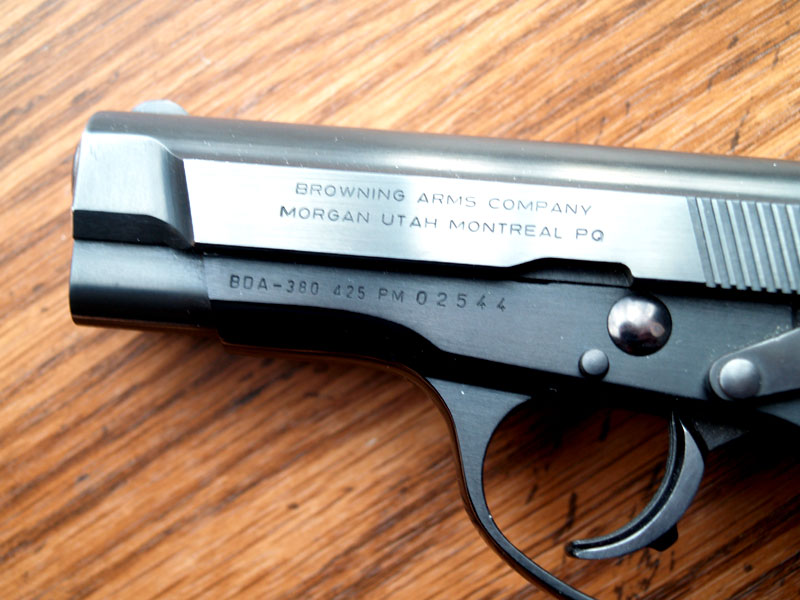 BROWNING ARMS COMPANY
MORGAN UTAH MONTREAL PQ
BDA-380 425 PM 02544